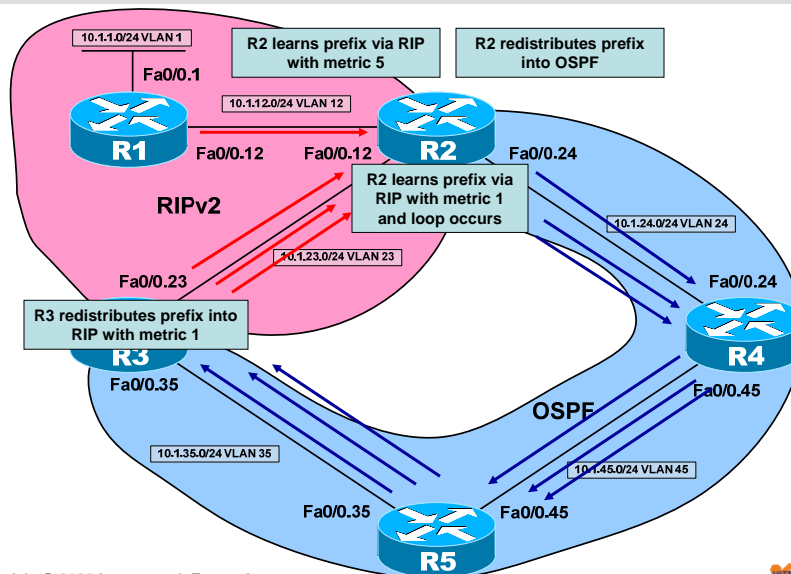 10.1.1.0/24 VLAN 1
R2 learns prefix via RIP
with metric 5
R2 redistributes prefix
into OSPF
Fa0/0.1
10.1.12.0/24 VLAN 12
R1
Fa0/0.12
Fa0/0.12
R2
Fa0/0.24
R2 learns prefix via
RIP with metric 1
and loop occurs
RIPv2
10.1.24.0/24 VLAN 24
10.1.23.0/24 VLAN 23
Fa0/0.23
Fa0/0.24
R3 redistributes prefix into
RIP with metric 1
R3
R4
Fa0/0.35
Fa0/0.45
OSPF
10.1.35.0/24 VLAN 35
10.1.45.0/24 VLAN 45
Fa0/0.35
Fa0/0.45
R5